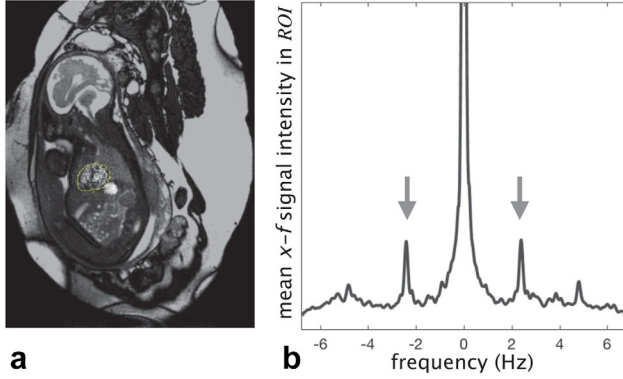 mean x–f signal intensity in ROI
-6 -4 -2 0 2 4 6
frequency (Hz)
a
b